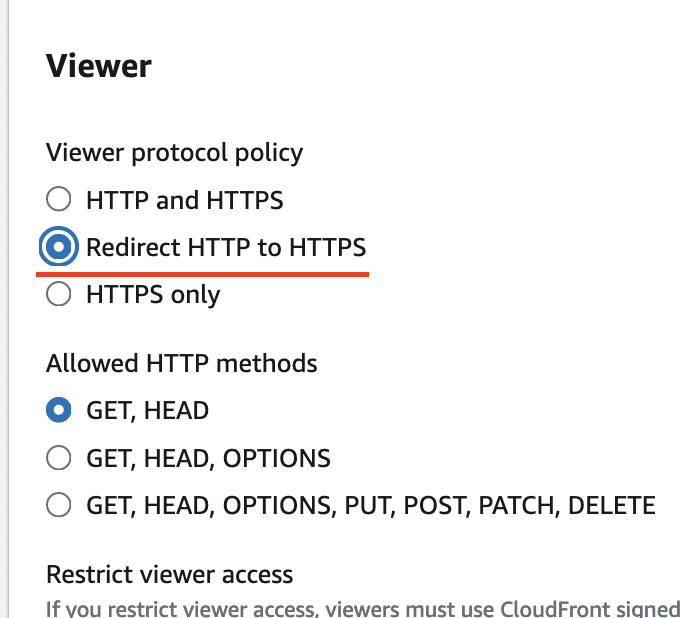 Viewer
Viewer protocol policy
HTTP and HTTPS
Redirect HTTP to HTTPS
HTTPS only
Allowed HTTP methods
GET, HEAD
GET, HEAD, OPTIONS
GET, HEAD, OPTIONS, PUT, POST, PATCH, DELETE
Restrict viewer access
If you restrict viewer access, viewers must use CloudFront signed